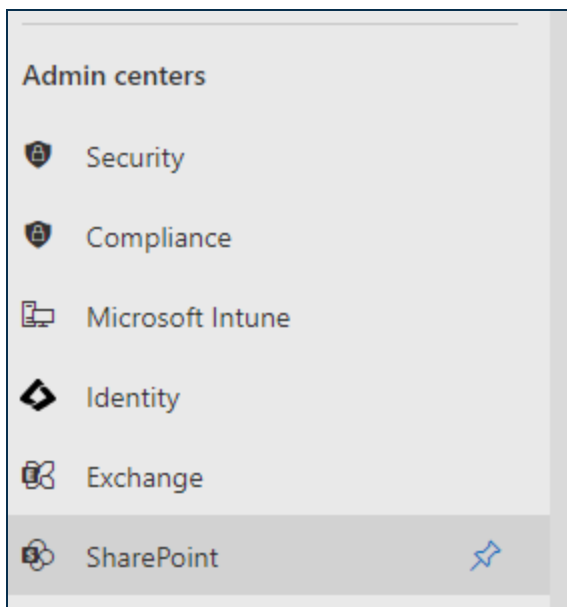 Admin centers
Security
Compliance
Microsoft Intune
Identity
Exchange
SharePoint